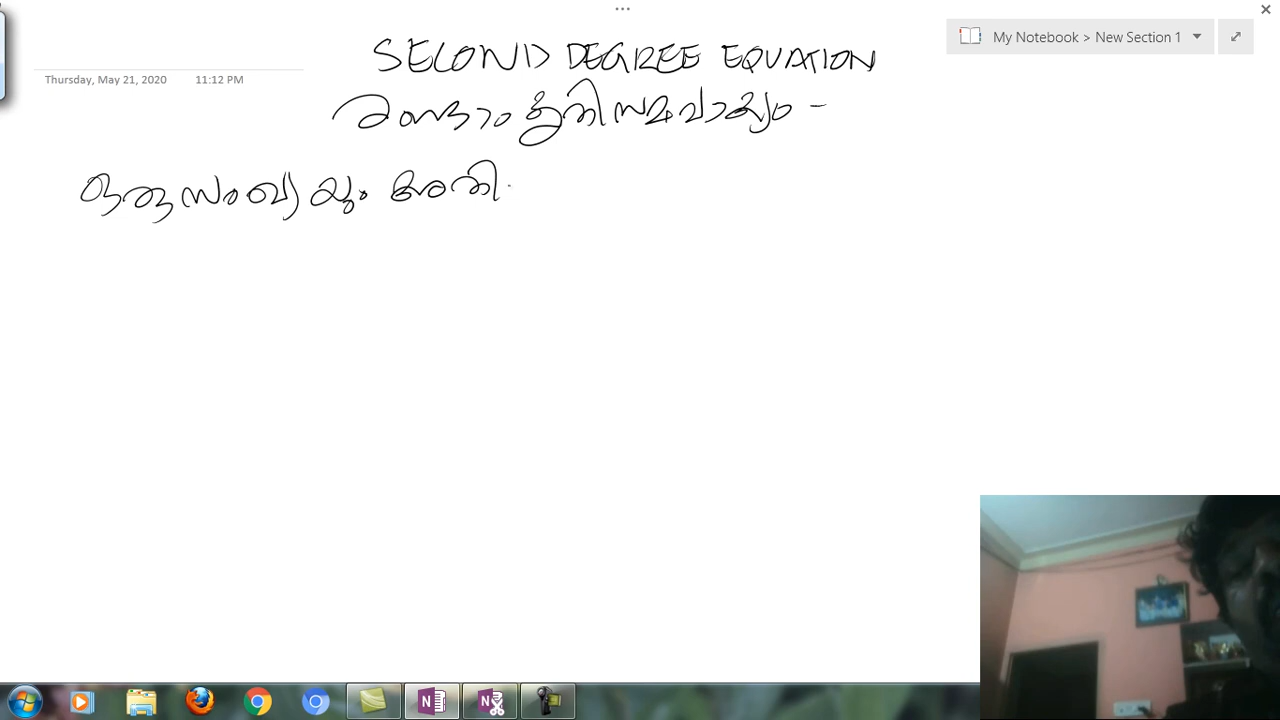 ...
My Notebook > New Section 1
SECOND DEGREE EQUATION
Thursday, May 21, 2020 11:12 PM
രണ്ടാംകൃതിസമവാക്യം -
ഒരു സംഖ്യയും അതി